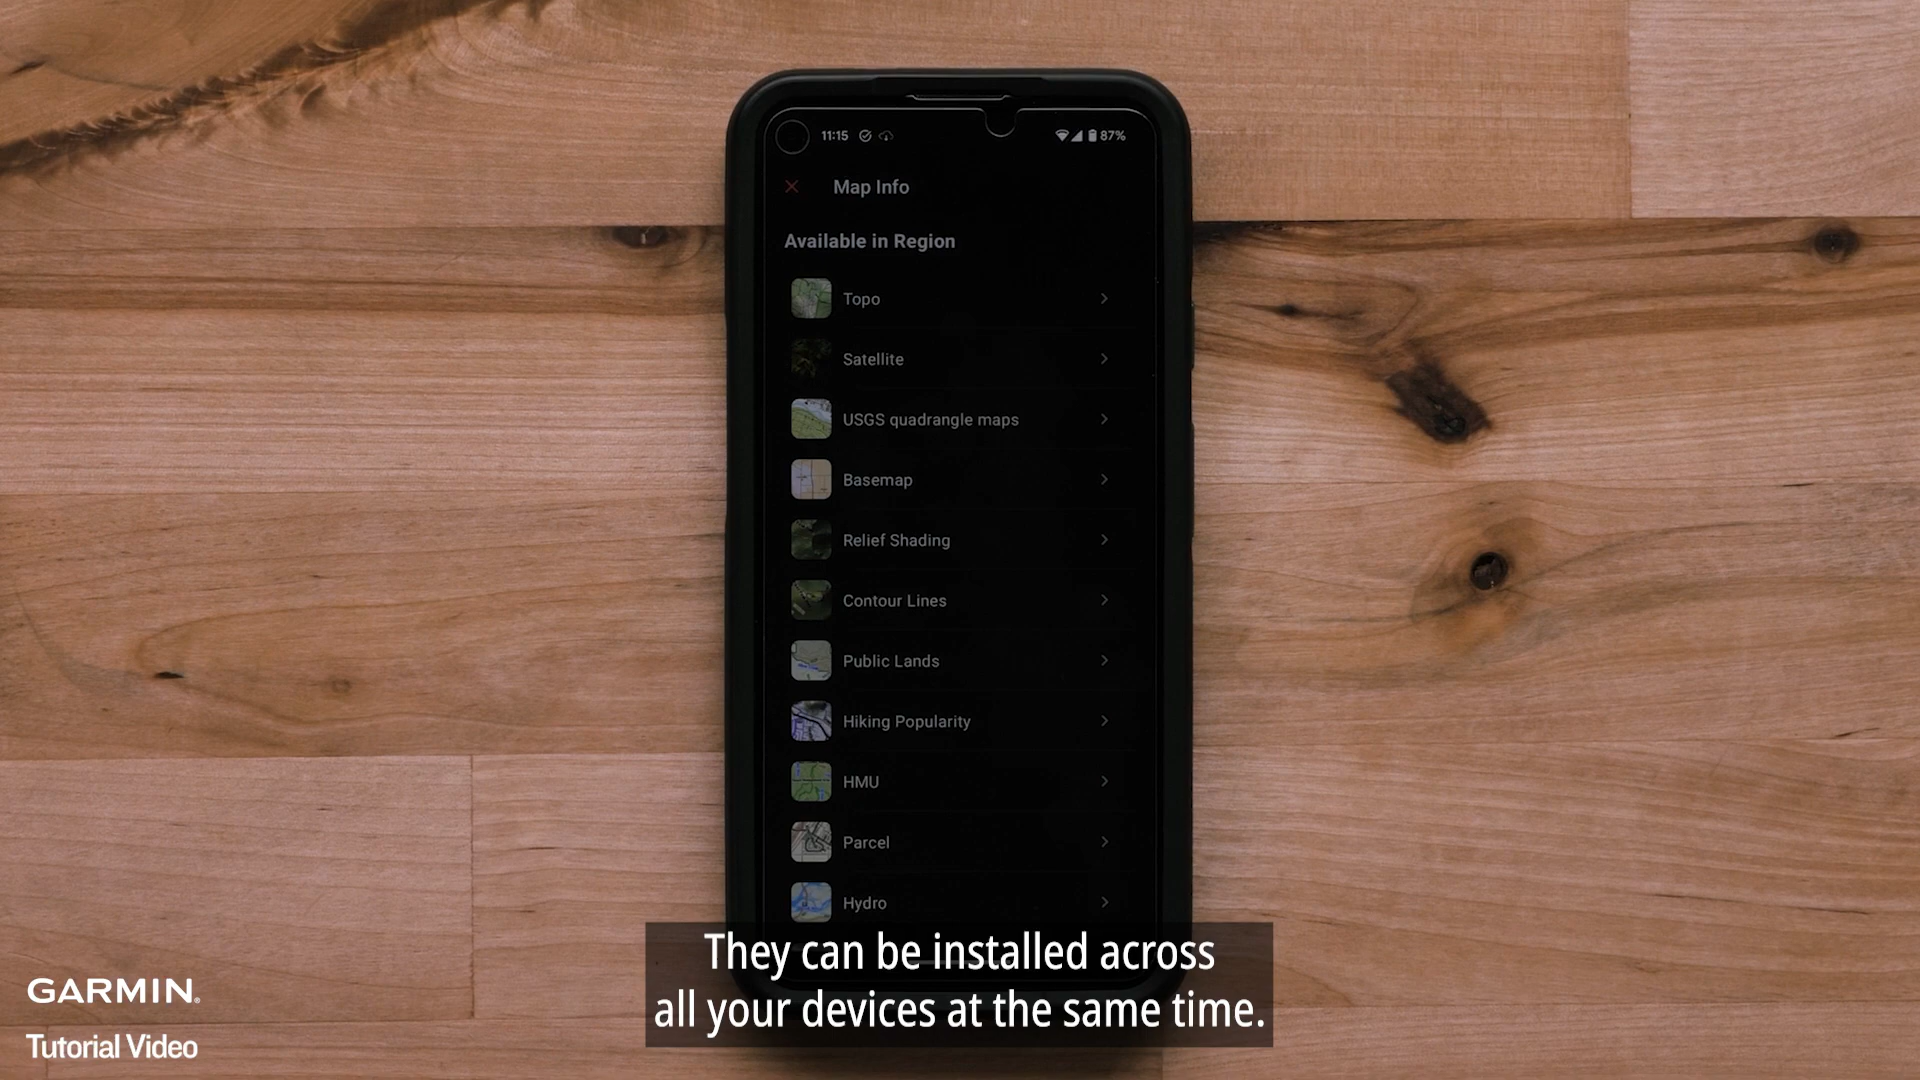 11:15
87%
Map Info
Available in Region
Topo
Satellite
USGS quadrangle maps
Basemap
Relief Shading
Contour Lines
Public Lands
Hiking Popularity
HMU
Parcel
Hydro
They can be installed across
all your devices at the same time.
GARMIN®
Tutorial Video